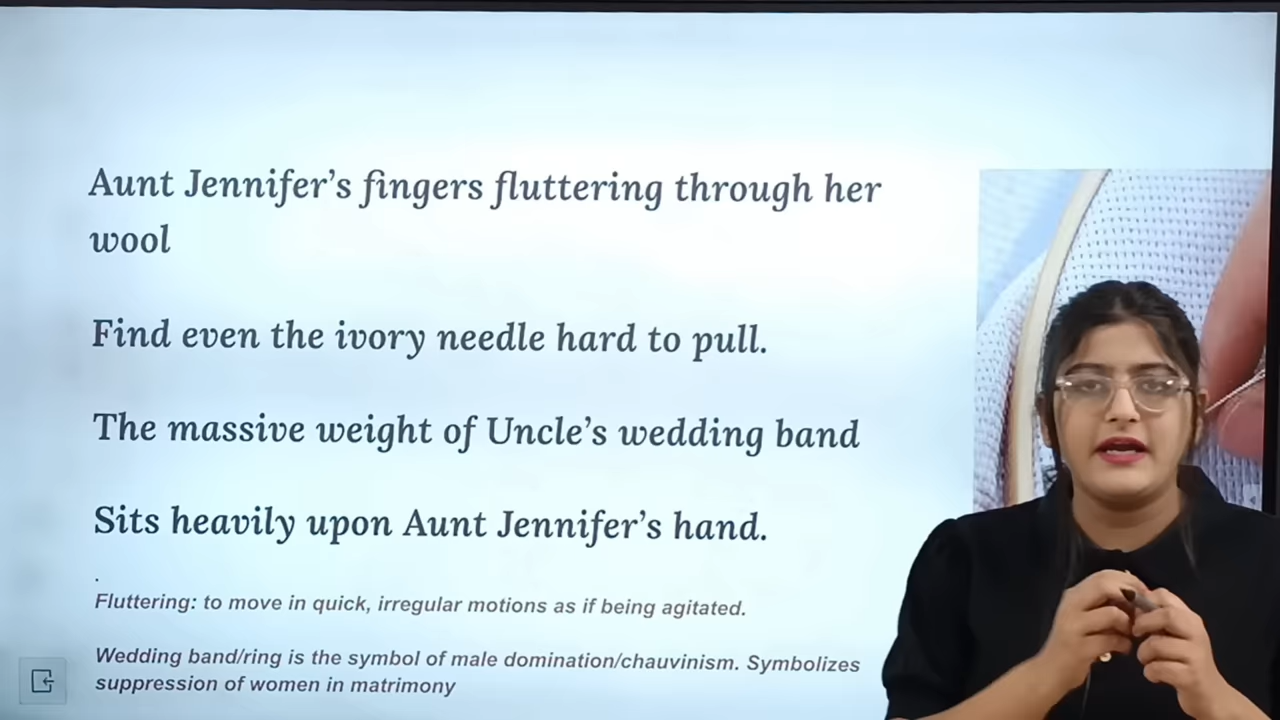 Aunt Jennifer’s fingers fluttering through her
wool
Find even the ivory needle hard to pull.
The massive weight of Uncle’s wedding band
Sits heavily upon Aunt Jennifer’s hand.
.
Fluttering: to move in quick, irregular motions as if being agitated.
Wedding band/ring is the symbol of male domination/chauvinism. Symbolizes
suppression of women in matrimony